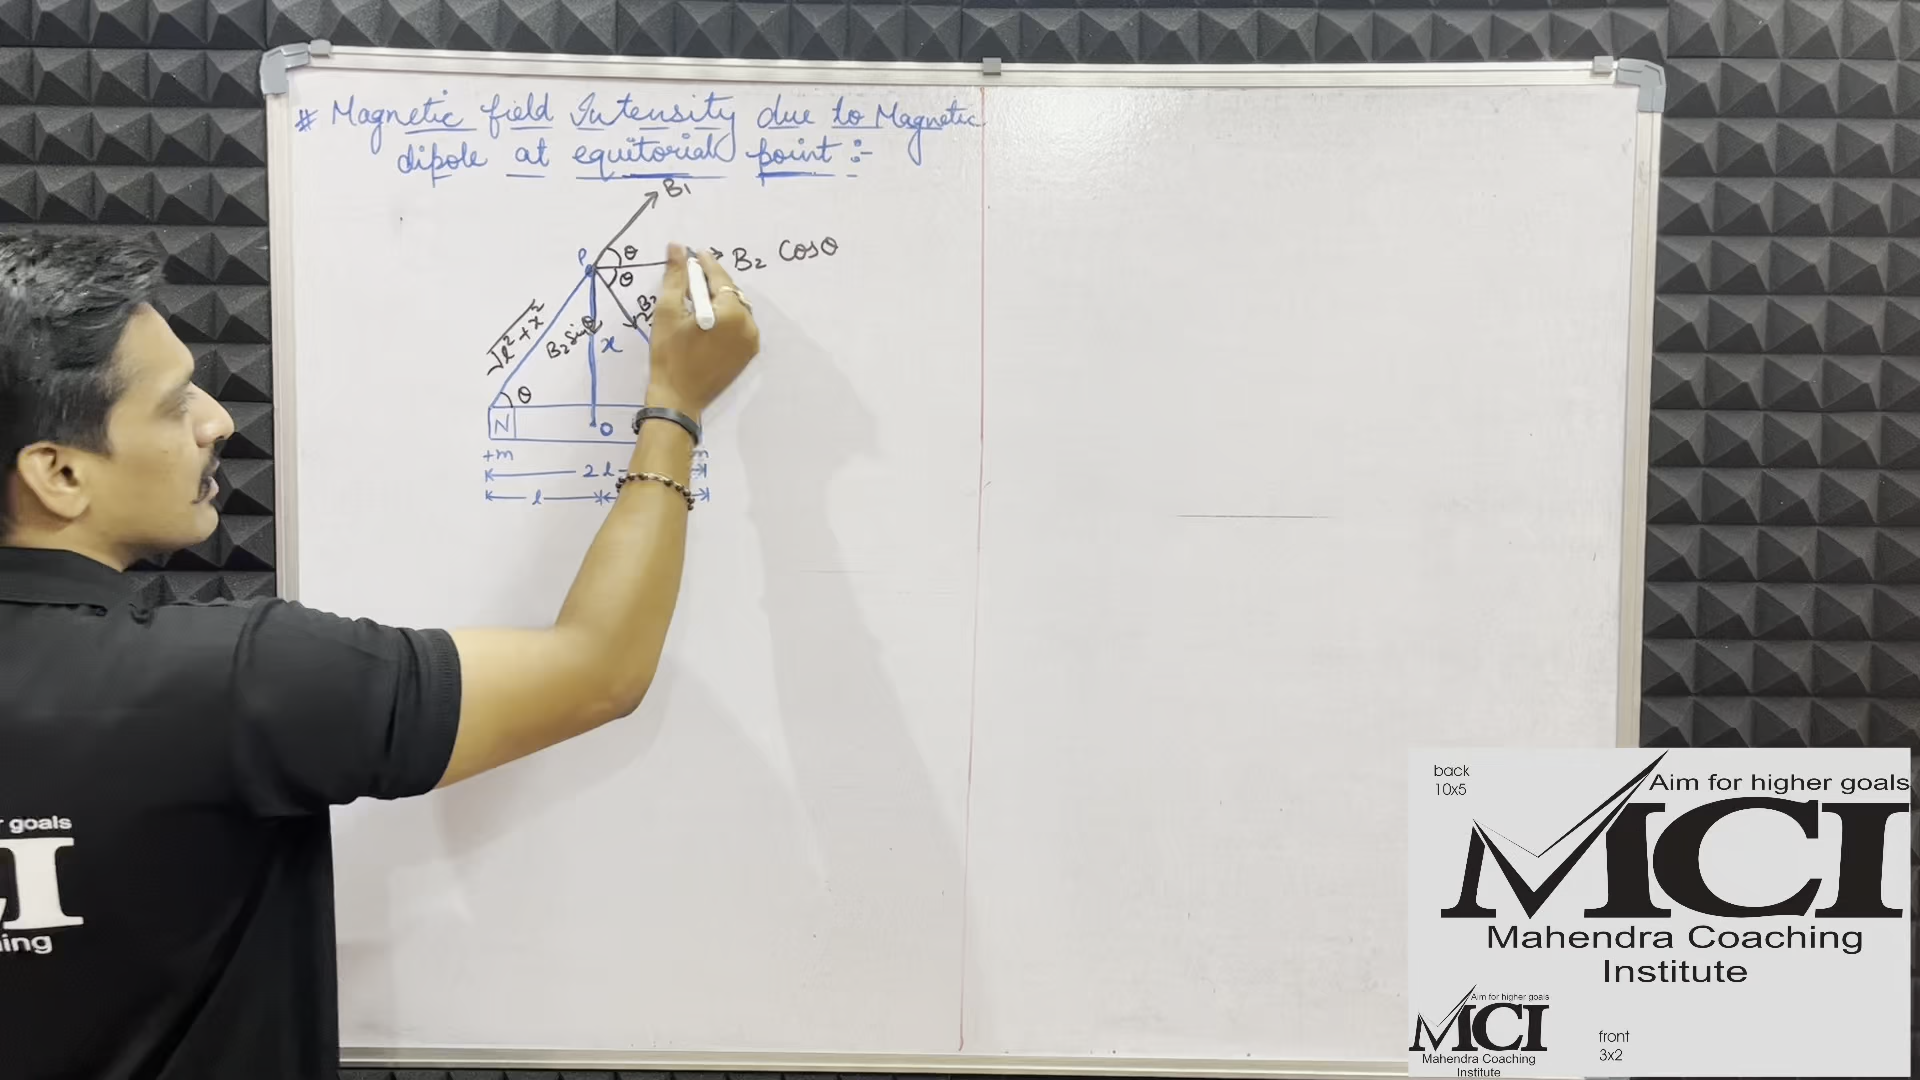 # Magnetic field Intensity due to Magnetic
dipole at equitorial point :-
B₁
P
θ
B₂ Cosθ
θ
B₂
√l²+x²
B₂ Sinθ
x
θ
N
O
+m
m
2l
l
r goals
CI
ing
back
10x5
Aim for higher goals
MCI
Mahendra Coaching
Institute
Aim for higher goals
MCI
Mahendra Coaching
Institute
front
3x2